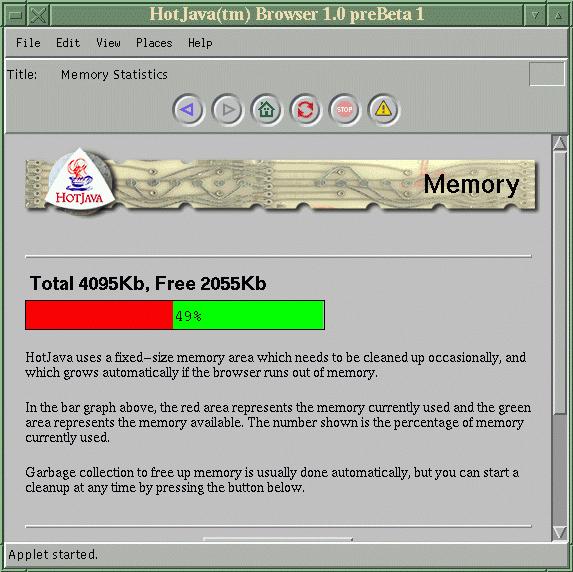 HotJava(tm) Browser 1.0 preBeta 1
File Edit View Places Help
Title: Memory Statistics
STOP
HOTJAVA
Memory
Total 4095Kb, Free 2055Kb
49%
HotJava uses a fixed-size memory area which needs to be cleaned up occasionally, and
which grows automatically if the browser runs out of memory.
In the bar graph above, the red area represents the memory currently used and the green
area represents the memory available. The number shown is the percentage of memory
currently used.
Garbage collection to free up memory is usually done automatically, but you can start a
cleanup at any time by pressing the button below.
Applet started.